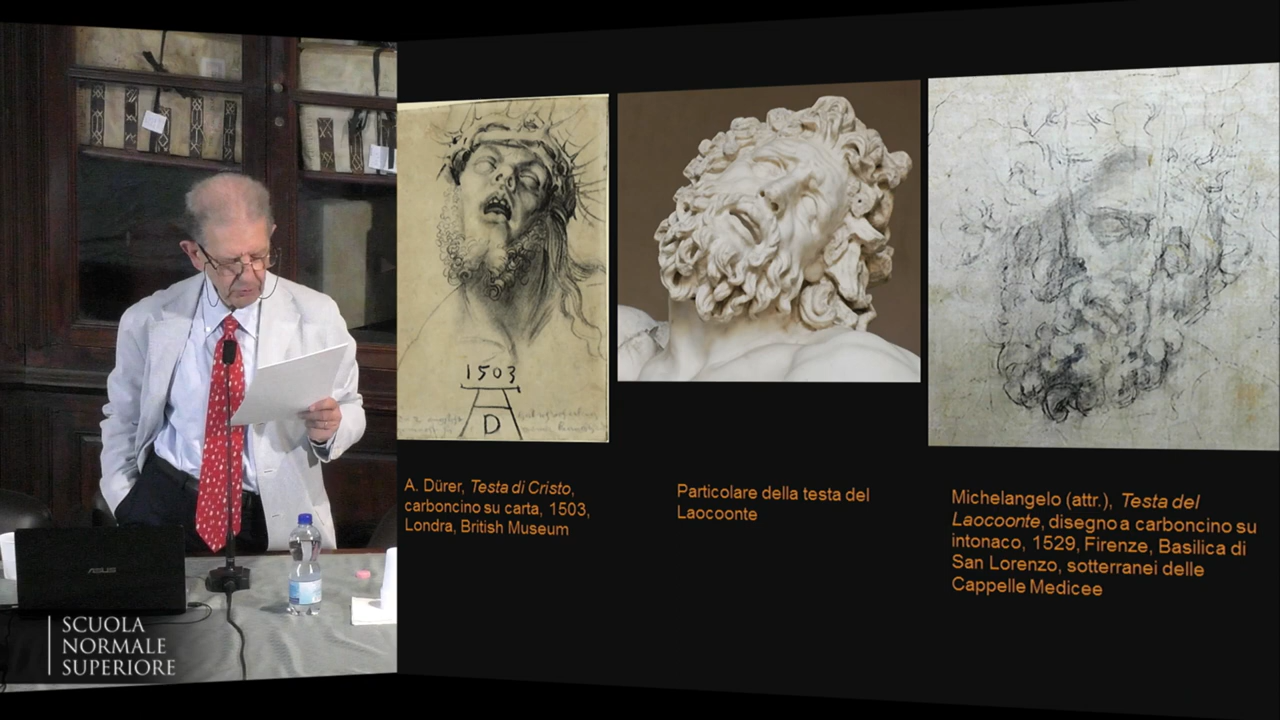 1503
D
A. Dürer, Testa di Cristo,
carboncino su carta, 1503,
Londra, British Museum
Particolare della testa del
Laocoonte
Michelangelo (attr.), Testa del
Laocoonte, disegno a carboncino su
intonaco, 1529, Firenze, Basilica di
San Lorenzo, sotterranei delle
Cappelle Medicee
ASUS
SCUOLA
NORMALE
SUPERIORE